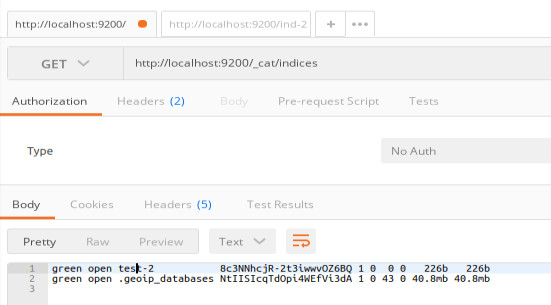 http://localhost:9200/ http://localhost:9200/ind-2 + •••
GET http://localhost:9200/_cat/indices
Authorization Headers (2) Body Pre-request Script Tests
Type No Auth
Body Cookies Headers (5) Test Results
Pretty Raw Preview Text
1 green open test-2 8c3NNhcjR-2t3iwwvOZ6BQ 1 0 0 0 226b 226b
2 green open .geoip_databases NtIISIcqTdOpi4WEfVi3dA 1 0 43 0 40.8mb 40.8mb
3